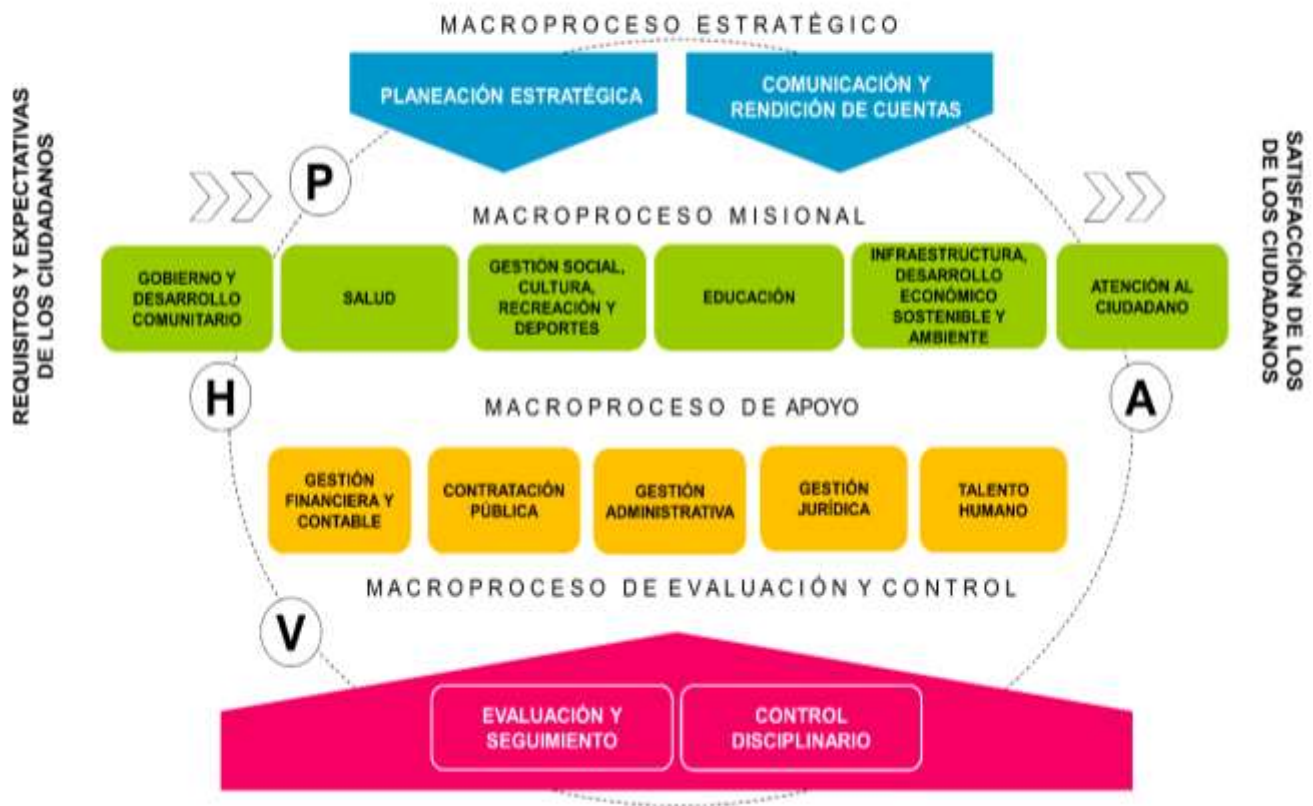 MACROPROCESO ESTRATÉGICO
PLANEACIÓN ESTRATÉGICA
COMUNICACIÓN Y
RENDICIÓN DE CUENTAS
REQUISITOS Y EXPECTATIVAS
DE LOS CIUDADANOS
P
SATISFACCIÓN DE LOS
DE LOS CIUDADANOS
MACROPROCESO MISIONAL
GOBIERNO Y
DESARROLLO
COMUNITARIO
SALUD
GESTIÓN SOCIAL,
CULTURA,
RECREACIÓN Y
DEPORTES
EDUCACIÓN
INFRAESTRUCTURA,
DESARROLLO
ECONÓMICO
SOSTENIBLE Y
AMBIENTE
ATENCIÓN AL
CIUDADANO
H
A
MACROPROCESO DE APOYO
GESTIÓN
FINANCIERA Y
CONTABLE
CONTRATACIÓN
PÚBLICA
GESTIÓN
ADMINISTRATIVA
GESTIÓN
JURÍDICA
TALENTO
HUMANO
MACROPROCESO DE EVALUACIÓN Y CONTROL
V
EVALUACIÓN Y
SEGUIMIENTO
CONTROL
DISCIPLINARIO